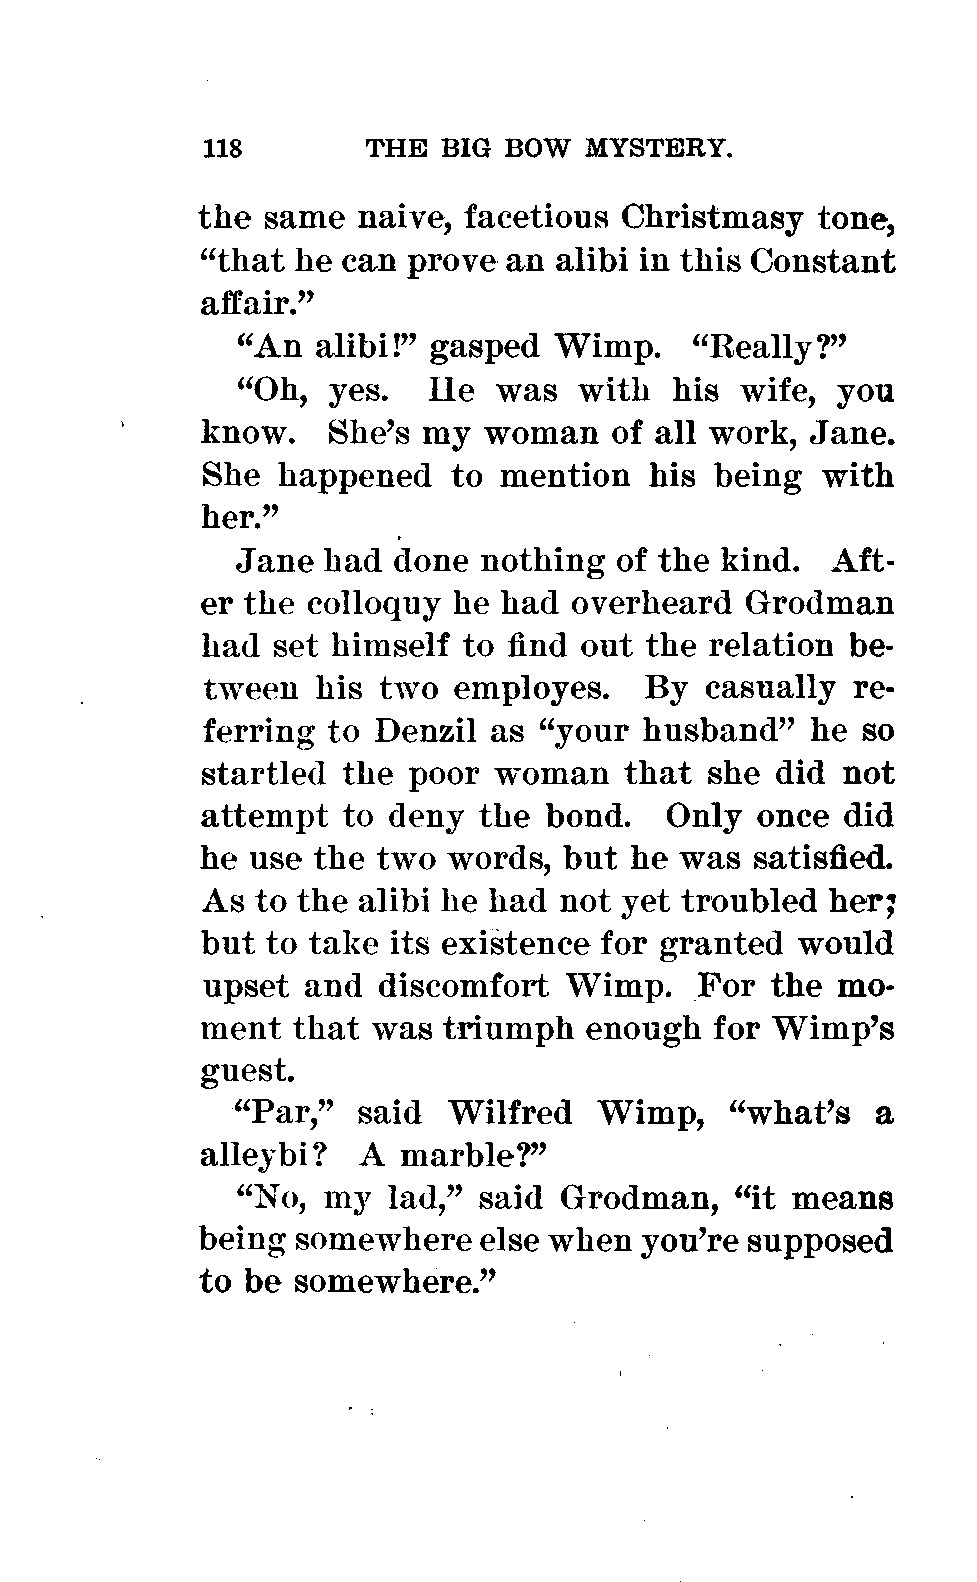 118 THE BIG BOW MYSTERY.
the same naive, facetious Christmasy tone,
“that he can prove an alibi in this Constant
affair.”
“An alibi!” gasped Wimp. “Really?”
“Oh, yes. He was with his wife, you
know. She’s my woman of all work, Jane.
She happened to mention his being with
her.”
Jane had done nothing of the kind. Aft-
er the colloquy he had overheard Grodman
had set himself to find out the relation be-
tween his two employes. By casually re-
ferring to Denzil as “your husband” he so
startled the poor woman that she did not
attempt to deny the bond. Only once did
he use the two words, but he was satisfied.
As to the alibi he had not yet troubled her;
but to take its existence for granted would
upset and discomfort Wimp. For the mo-
ment that was triumph enough for Wimp’s
guest.
“Par,” said Wilfred Wimp, “what’s a
alleybi? A marble?”
“No, my lad,” said Grodman, “it means
being somewhere else when you’re supposed
to be somewhere.”